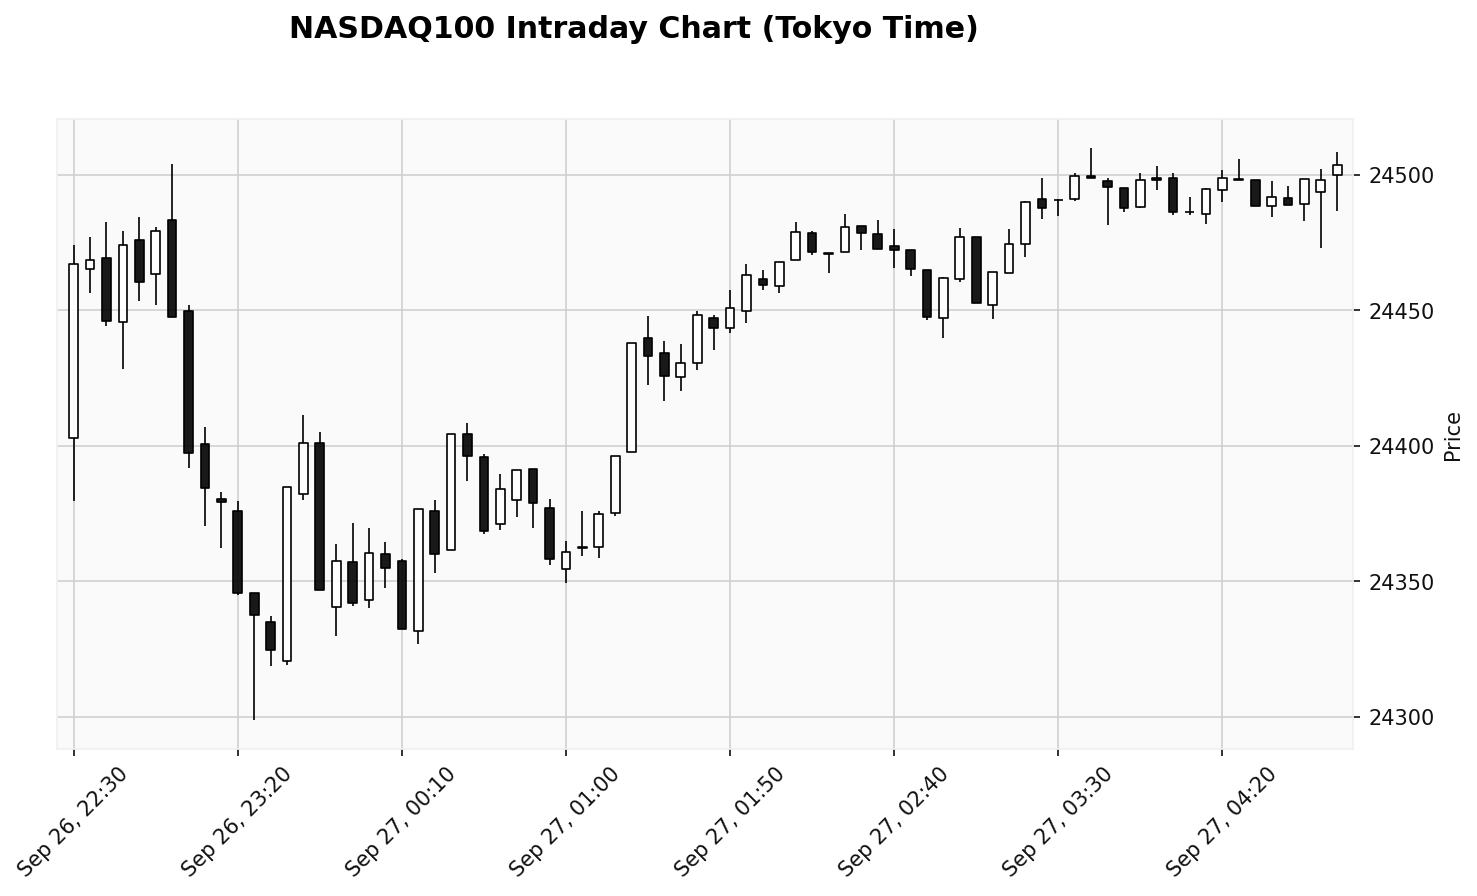 NASDAQ100 Intraday Chart (Tokyo Time)
24500
24450
24400
24350
24300
Price
Sep 26, 22:30
Sep 26, 23:20
Sep 27, 00:10
Sep 27, 01:00
Sep 27, 01:50
Sep 27, 02:40
Sep 27, 03:30
Sep 27, 04:20